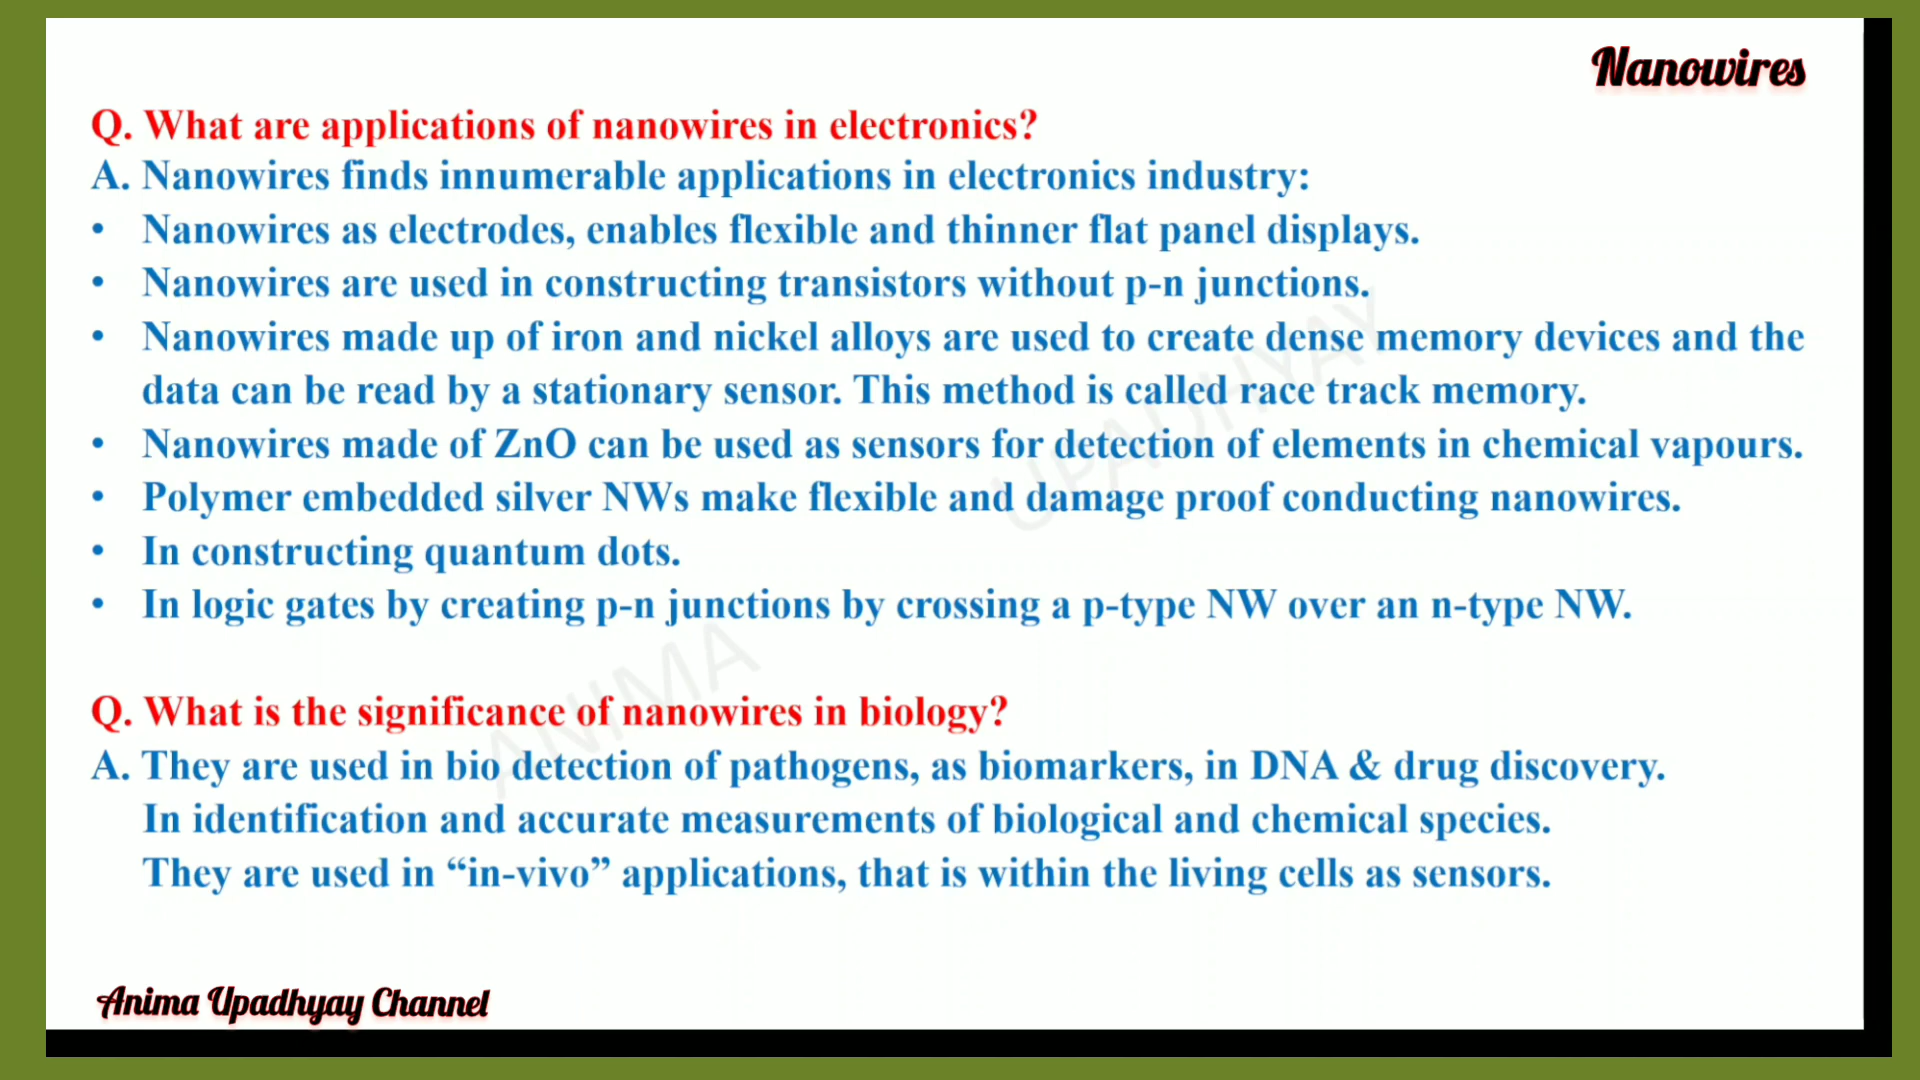 Nanowires
Q. What are applications of nanowires in electronics?
A. Nanowires finds innumerable applications in electronics industry:
• Nanowires as electrodes, enables flexible and thinner flat panel displays.
• Nanowires are used in constructing transistors without p-n junctions.
• Nanowires made up of iron and nickel alloys are used to create dense memory devices and the
data can be read by a stationary sensor. This method is called race track memory.
• Nanowires made of ZnO can be used as sensors for detection of elements in chemical vapours.
• Polymer embedded silver NWs make flexible and damage proof conducting nanowires.
• In constructing quantum dots.
• In logic gates by creating p-n junctions by crossing a p-type NW over an n-type NW.
Q. What is the significance of nanowires in biology?
A. They are used in bio detection of pathogens, as biomarkers, in DNA & drug discovery.
In identification and accurate measurements of biological and chemical species.
They are used in “in-vivo” applications, that is within the living cells as sensors.
ANIMA UPADHYAY
Anima Upadhyay Channel